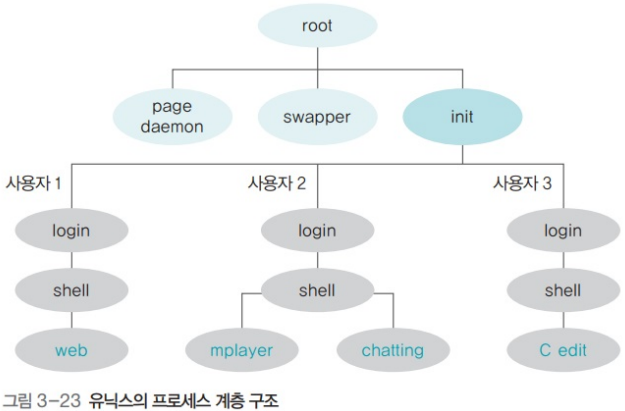 root
page
daemon
swapper
init
사용자 1
사용자 2
사용자 3
login
login
login
shell
shell
shell
web
mplayer
chatting
C edit
그림 3-23 유닉스의 프로세스 계층 구조